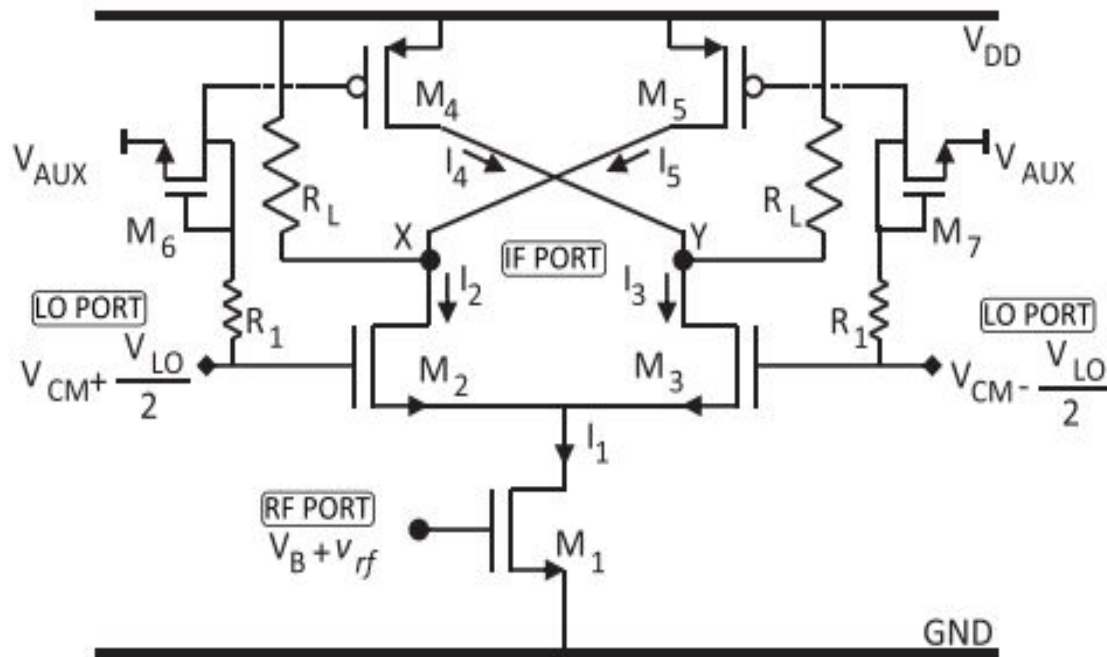 V_DD
M_4
M_5
V_AUX
V_AUX
I_4
I_5
R_L
R_L
M_6
X
Y
M_7
IF PORT
LO PORT
R_1
I_2
I_3
R_1
LO PORT
V_CM + V_LO/2
M_2
M_3
V_CM - V_LO/2
I_1
RF PORT
V_B + v_rf
M_1
GND